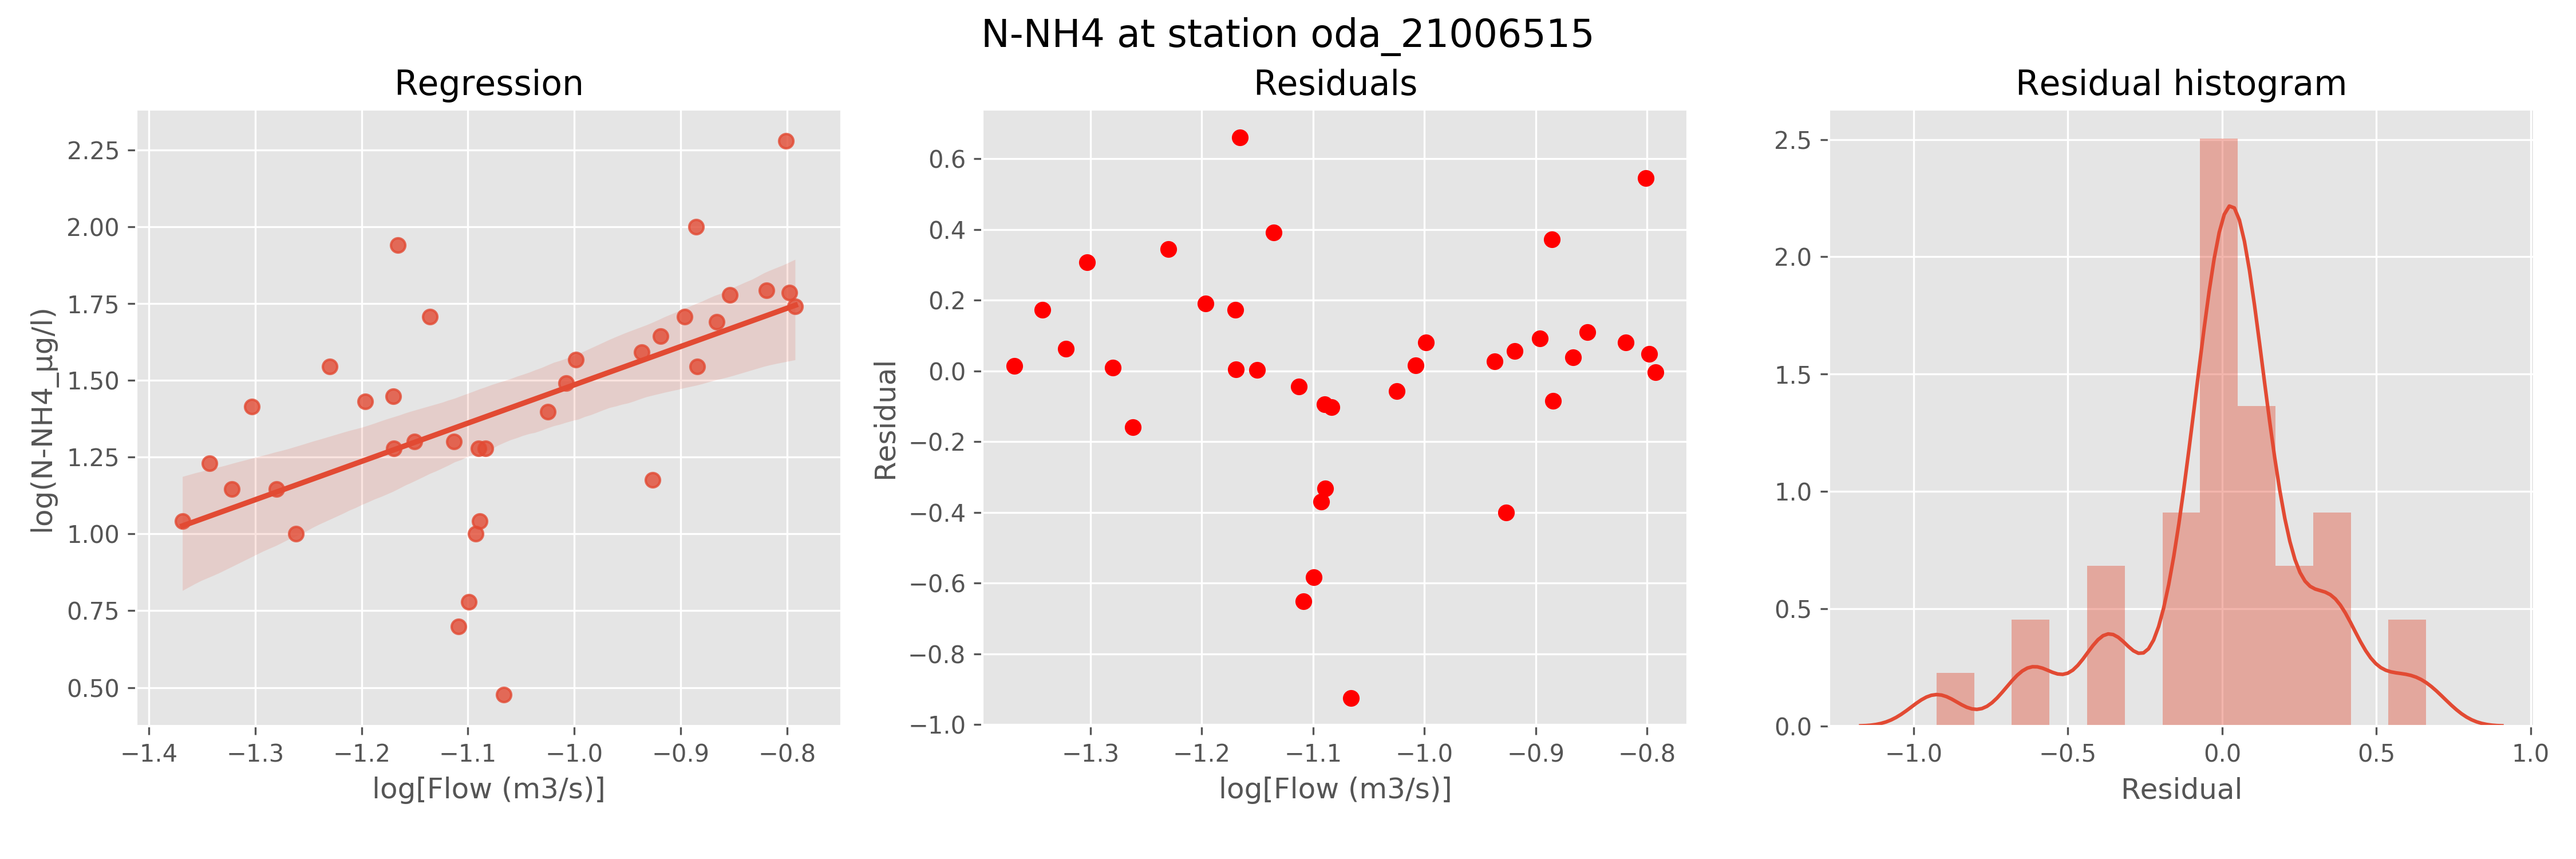 N-NH4 at station oda_21006515
Regression
2.25
2.00
1.75
1.50
1.25
1.00
0.75
0.50
log(N-NH4_µg/l)
−1.4 −1.3 −1.2 −1.1 −1.0 −0.9 −0.8
log[Flow (m3/s)]
Residuals
0.6
0.4
0.2
0.0
−0.2
−0.4
−0.6
−0.8
−1.0
Residual
−1.3 −1.2 −1.1 −1.0 −0.9 −0.8
log[Flow (m3/s)]
Residual histogram
2.5
2.0
1.5
1.0
0.5
0.0
−1.0 −0.5 0.0 0.5 1.0
Residual